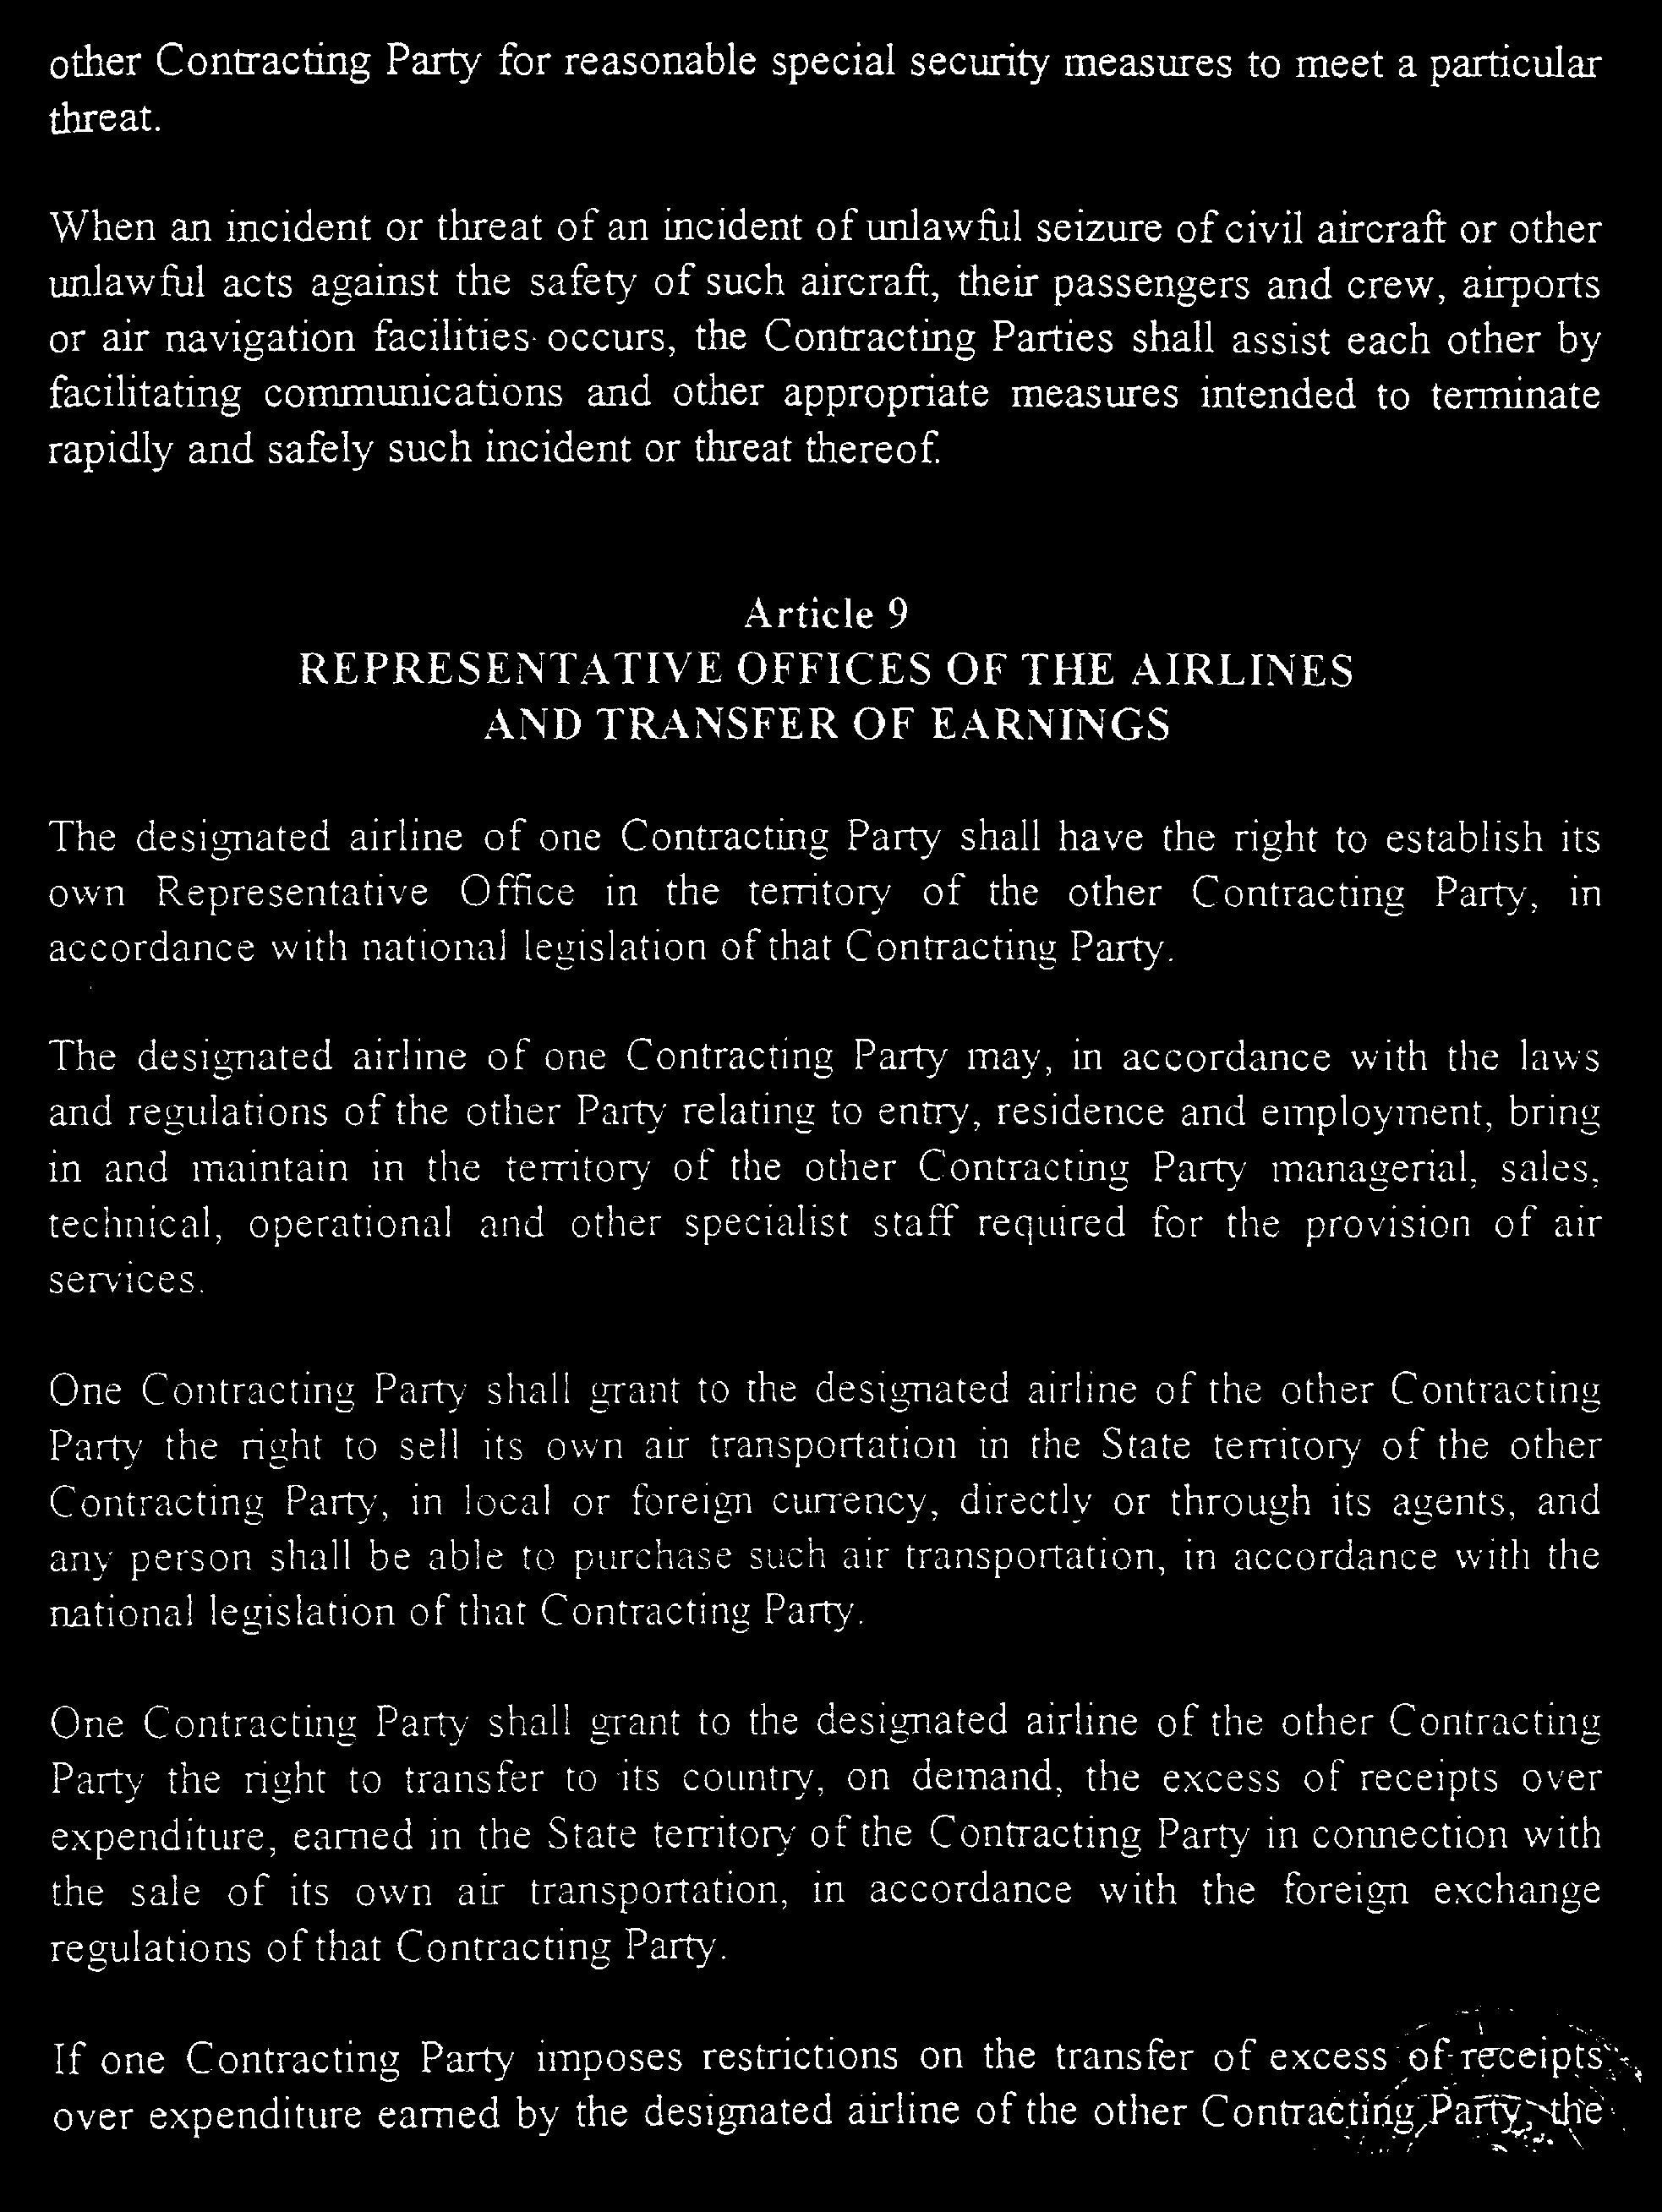 other Contracting Party for reasonable special security measures to meet a particular
threat.
When an incident or threat of an incident of unlawful seizure of civil aircraft or other
unlawful acts against the safety of such aircraft, their passengers and crew, airports
or air navigation facilities occurs, the Contracting Parties shall assist each other by
facilitating communications and other appropriate measures intended to terminate
rapidly and safely such incident or threat thereof.
Article 9
REPRESENTATIVE OFFICES OF THE AIRLINES
AND TRANSFER OF EARNINGS
The designated airline of one Contracting Party shall have the right to establish its
own Representative Office in the territory of the other Contracting Party, in
accordance with national legislation of that Contracting Party.
The designated airline of one Contracting Party may, in accordance with the laws
and regulations of the other Party relating to entry, residence and employment, bring
in and maintain in the territory of the other Contracting Party managerial, sales,
technical, operational and other specialist staff required for the provision of air
services.
One Contracting Party shall grant to the designated airline of the other Contracting
Party the right to sell its own air transportation in the State territory of the other
Contracting Party, in local or foreign currency, directly or through its agents, and
any person shall be able to purchase such air transportation, in accordance with the
national legislation of that Contracting Party.
One Contracting Party shall grant to the designated airline of the other Contracting
Party the right to transfer to its country, on demand, the excess of receipts over
expenditure, earned in the State territory of the Contracting Party in connection with
the sale of its own air transportation, in accordance with the foreign exchange
regulations of that Contracting Party.
If one Contracting Party imposes restrictions on the transfer of excess of receipts
over expenditure earned by the designated airline of the other Contracting Party, the